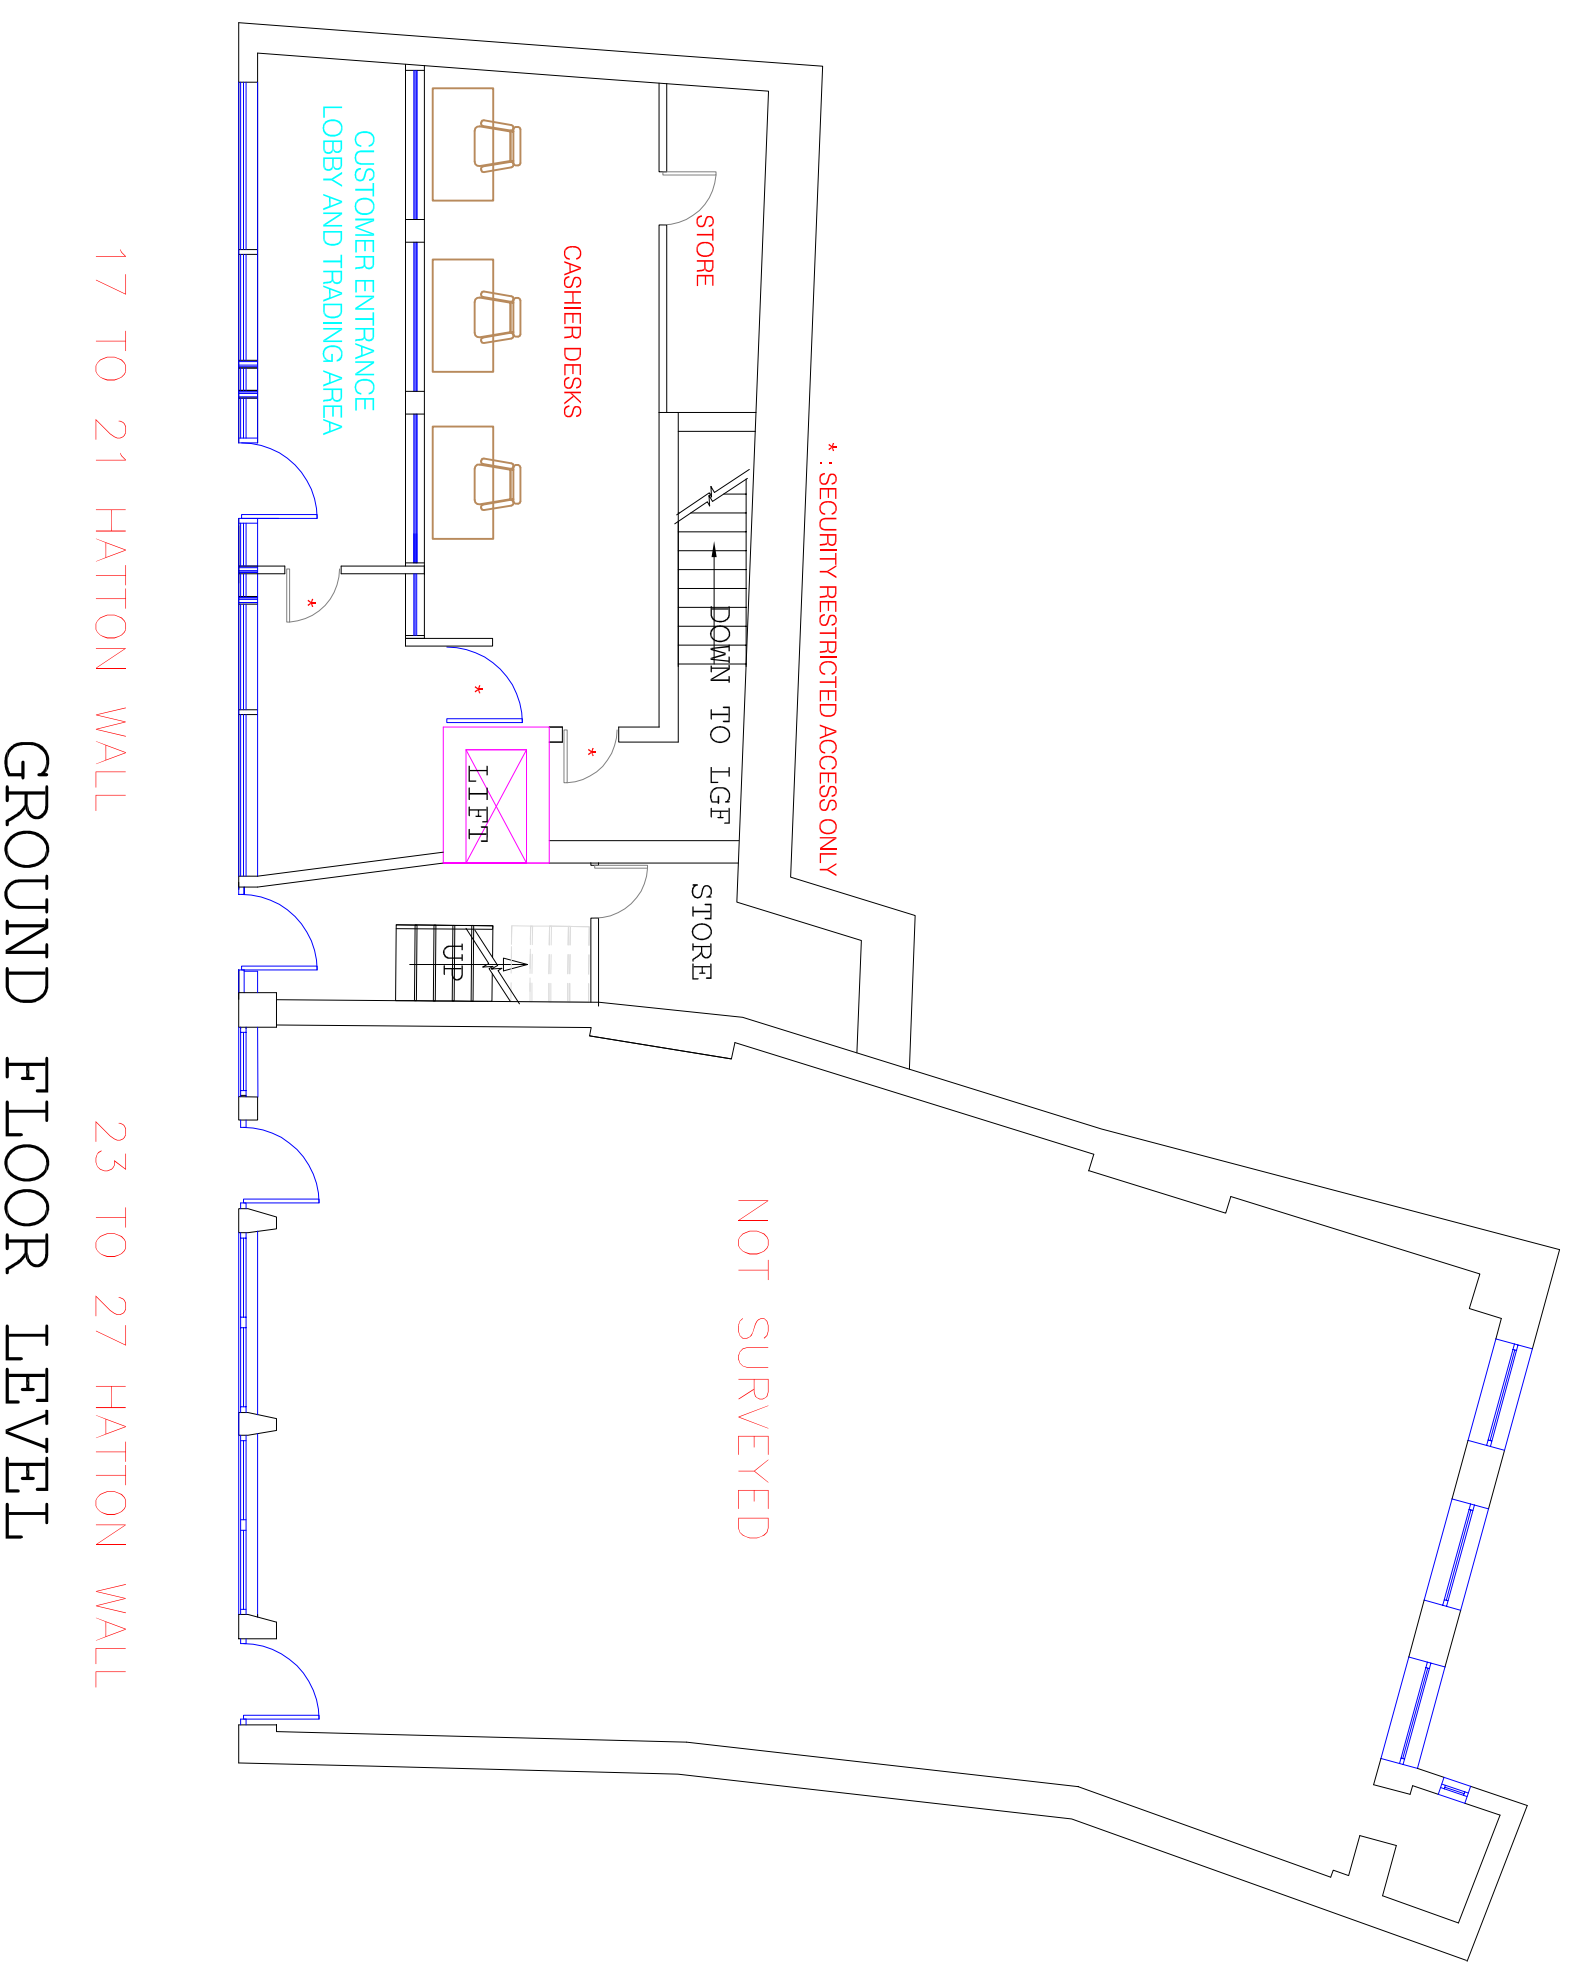 * : SECURITY RESTRICTED ACCESS ONLY
STORE
DOWN TO LGF
STORE
CASHIER DESKS
*
*
LIFT
UP
CUSTOMER ENTRANCE
LOBBY AND TRADING AREA
*
NOT SURVEYED
17 TO 21 HATTON WALL
23 TO 27 HATTON WALL
GROUND FLOOR LEVEL